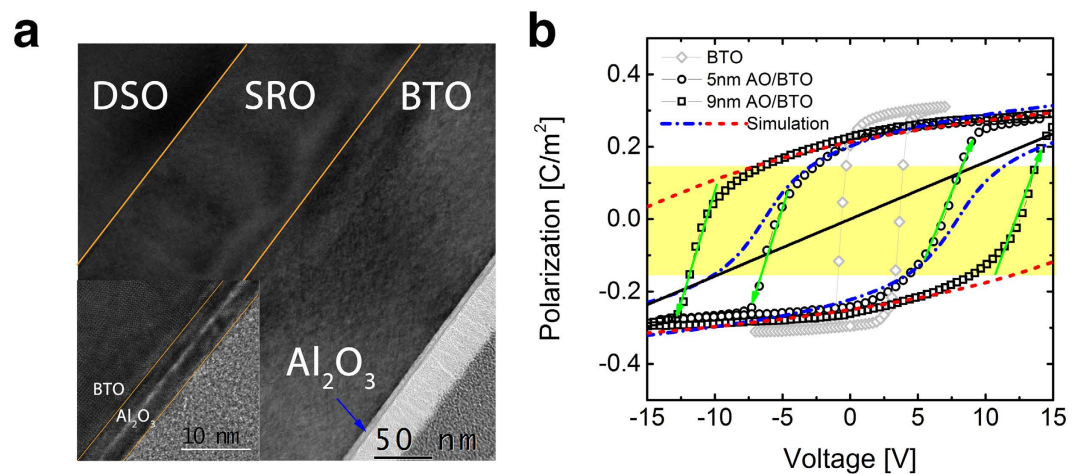 a
DSO
SRO
BTO
BTO
Al₂O₃
10 nm
Al₂O₃
50 nm
b
Polarization [C/m²]
0.4
0.2
0.0
-0.2
-0.4
BTO
5nm AO/BTO
9nm AO/BTO
Simulation
-15
-10
-5
0
5
10
15
Voltage [V]